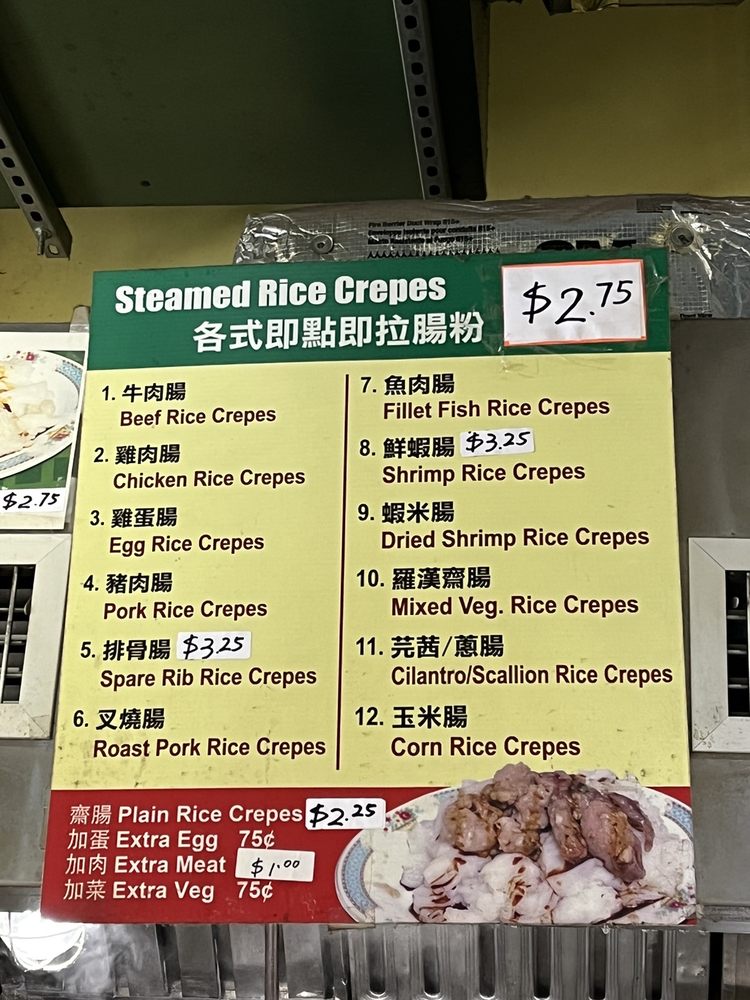 Fire Barrier Duct Wrap 615+
Steamed Rice Crepes
各式即點即拉腸粉
$2.75
1. 牛肉腸
Beef Rice Crepes
2. 雞肉腸
Chicken Rice Crepes
3. 雞蛋腸
Egg Rice Crepes
4. 豬肉腸
Pork Rice Crepes
5. 排骨腸 $3.25
Spare Rib Rice Crepes
6. 叉燒腸
Roast Pork Rice Crepes
7. 魚肉腸
Fillet Fish Rice Crepes
8. 鮮蝦腸 $3.25
Shrimp Rice Crepes
9. 蝦米腸
Dried Shrimp Rice Crepes
10. 羅漢齋腸
Mixed Veg. Rice Crepes
11. 芫茜/蔥腸
Cilantro/Scallion Rice Crepes
12. 玉米腸
Corn Rice Crepes
齋腸 Plain Rice Crepes $2.25
加蛋 Extra Egg 75¢
加肉 Extra Meat $1.00
加菜 Extra Veg 75¢
$2.75